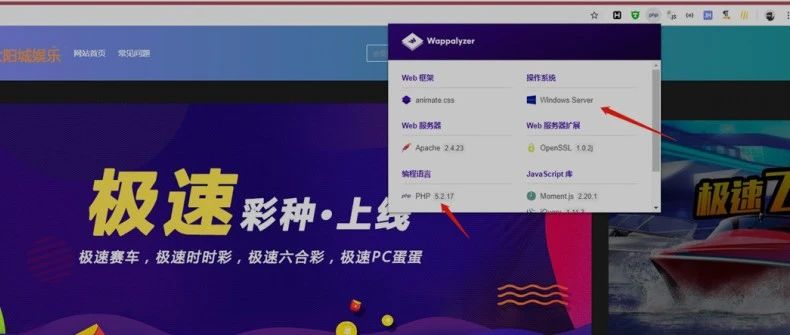 阳城娱乐
网站首页
常见问题
php
Wappalyzer
Web 框架
animate.css
操作系统
Windows Server
Web 服务器
Apache 2.4.23
Web 服务器扩展
OpenSSL 1.0.2j
编程语言
PHP 5.2.17
JavaScript 库
Moment.js 2.20.1
极速彩种·上线
极速赛车，极速时时彩，极速六合彩，极速PC蛋蛋
极速